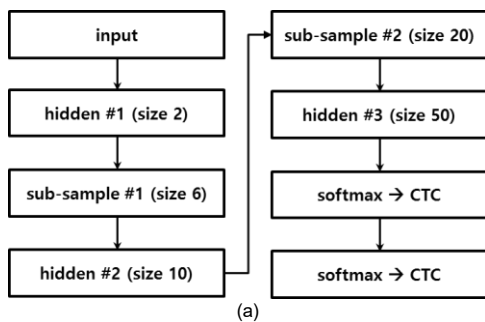 input
hidden #1 (size 2)
sub-sample #1 (size 6)
hidden #2 (size 10)
sub-sample #2 (size 20)
hidden #3 (size 50)
softmax → CTC
softmax → CTC
(a)